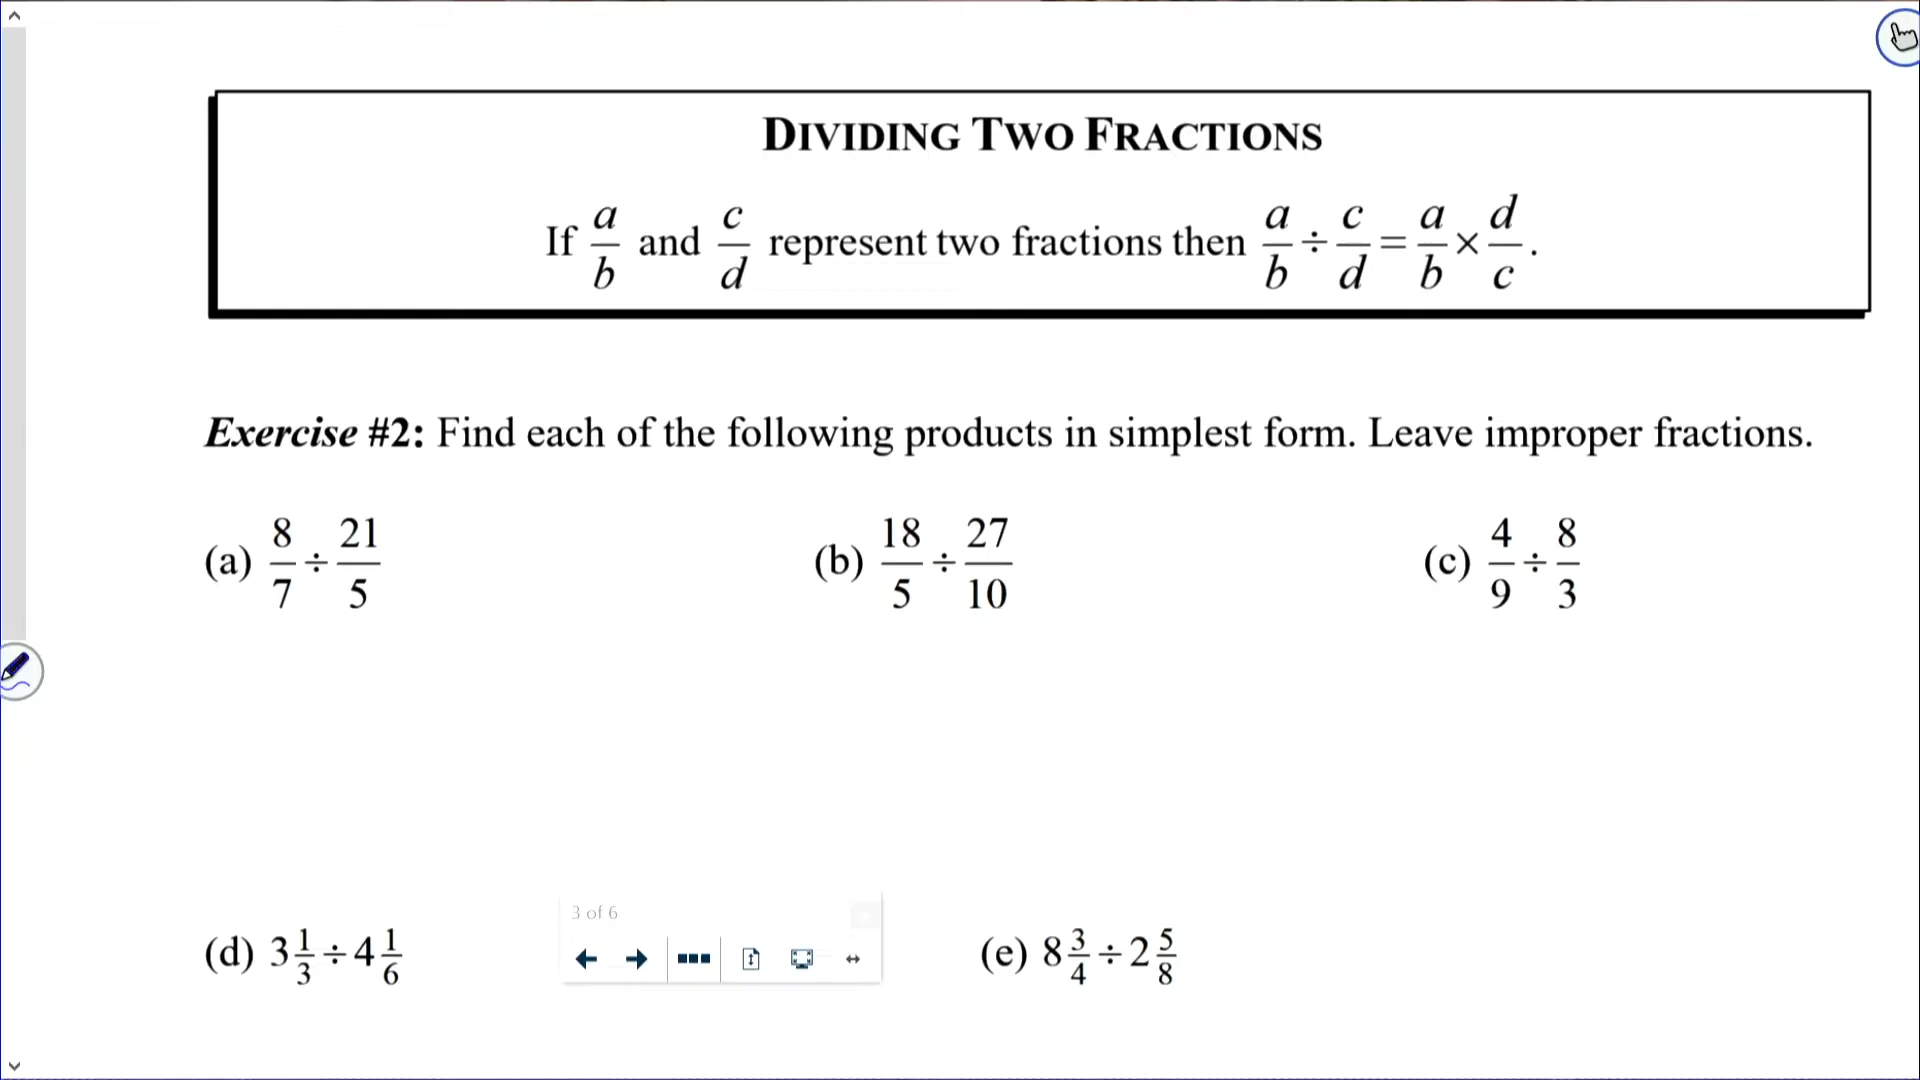 DIVIDING TWO FRACTIONS
If a/b and c/d represent two fractions then a/b ÷ c/d = a/b × d/c.
Exercise #2: Find each of the following products in simplest form. Leave improper fractions.
(a) 8/7 ÷ 21/5
(b) 18/5 ÷ 27/10
(c) 4/9 ÷ 8/3
3 of 6
(d) 3 1/3 ÷ 4 1/6
(e) 8 3/4 ÷ 2 5/8